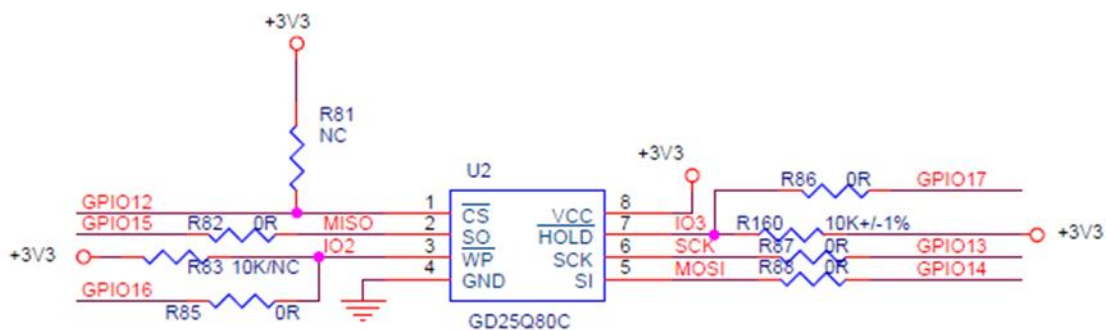 +3V3
R81
NC
+3V3
U2
R86 0R GPIO17
GPIO12 1 CS VCC 8
GPIO15 R82 0R MISO 2 SO HOLD 7 IO3 R160 10K+/-1% +3V3
+3V3 R83 10K/NC IO2 3 WP SCK 6 SCK R87 0R GPIO13
4 GND SI 5 MOSI R88 0R GPIO14
GPIO16 R85 0R
GD25Q80C